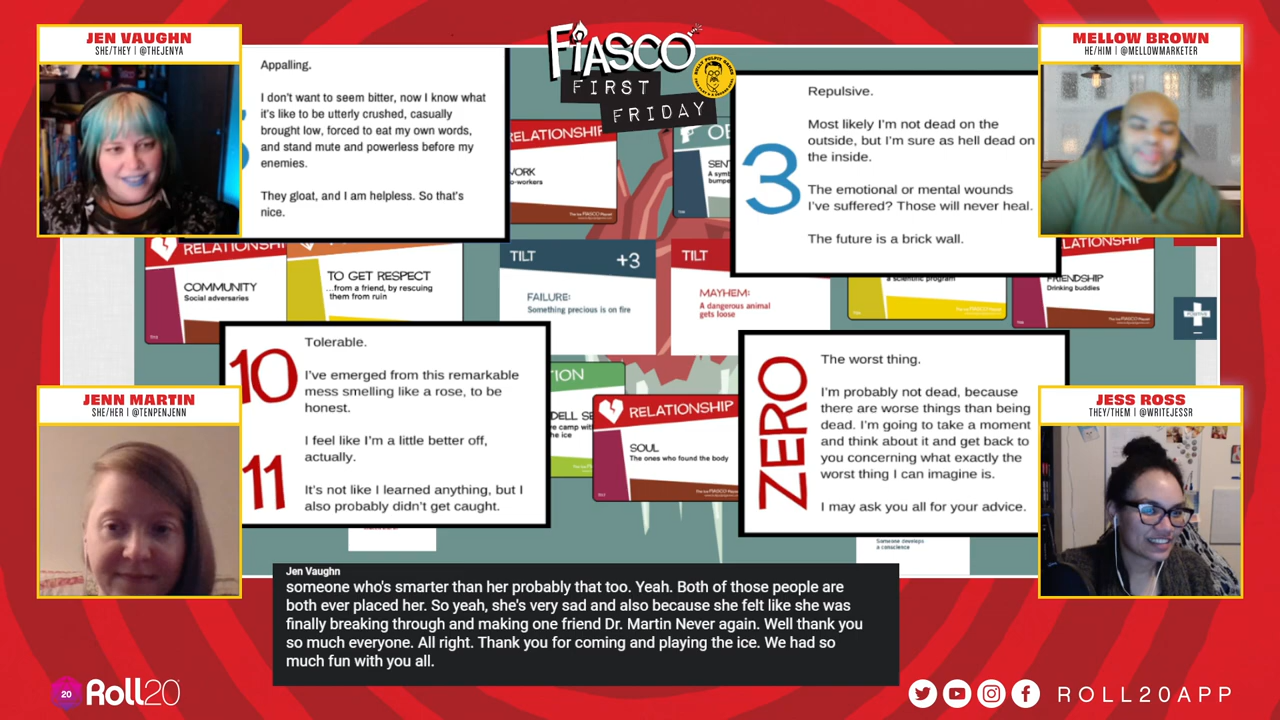 JEN VAUGHN
SHE/THEY | @THEJENYA
FiASCO
FIRST
FRIDAY
MELLOW BROWN
HE/HIM | @MELLOWMARKETER
Appalling.
I don't want to seem bitter, now I know what
it's like to be utterly crushed, casually
brought low, forced to eat my own words,
and stand mute and powerless before my
enemies.
They gloat, and I am helpless. So that's
nice.
RELATIONSHIP
WORK
o-workers
3
Repulsive.
Most likely I'm not dead on the
outside, but I'm sure as hell dead on
the inside.
The emotional or mental wounds
I've suffered? Those will never heal.
The future is a brick wall.
RELATIONSHIP
COMMUNITY
Social adversaries
TO GET RESPECT
...from a friend, by rescuing
them from ruin
TILT
+3
FAILURE:
Something precious is on fire
TILT
MAYHEM:
A dangerous animal
gets loose
a scientific program
RELATIONSHIP
FRIENDSHIP
Drinking buddies
10
11
Tolerable.
I've emerged from this remarkable
mess smelling like a rose, to be
honest.
I feel like I'm a little better off,
actually.
It's not like I learned anything, but I
also probably didn't get caught.
TION
DELL SE
ve camp with
he ice
RELATIONSHIP
SOUL
The ones who found the body
ZERO
The worst thing.
I'm probably not dead, because
there are worse things than being
dead. I'm going to take a moment
and think about it and get back to
you concerning what exactly the
worst thing I can imagine is.
I may ask you all for your advice.
Someone develops
a conscience
JENN MARTIN
SHE/HER | @TENPENJENN
JESS ROSS
THEY/THEM | @WRITEJESSR
Jen Vaughn
someone who's smarter than her probably that too. Yeah. Both of those people are
both ever placed her. So yeah, she's very sad and also because she felt like she was
finally breaking through and making one friend Dr. Martin Never again. Well thank you
so much everyone. All right. Thank you for coming and playing the ice. We had so
much fun with you all.
20 Roll20
ROLL20APP